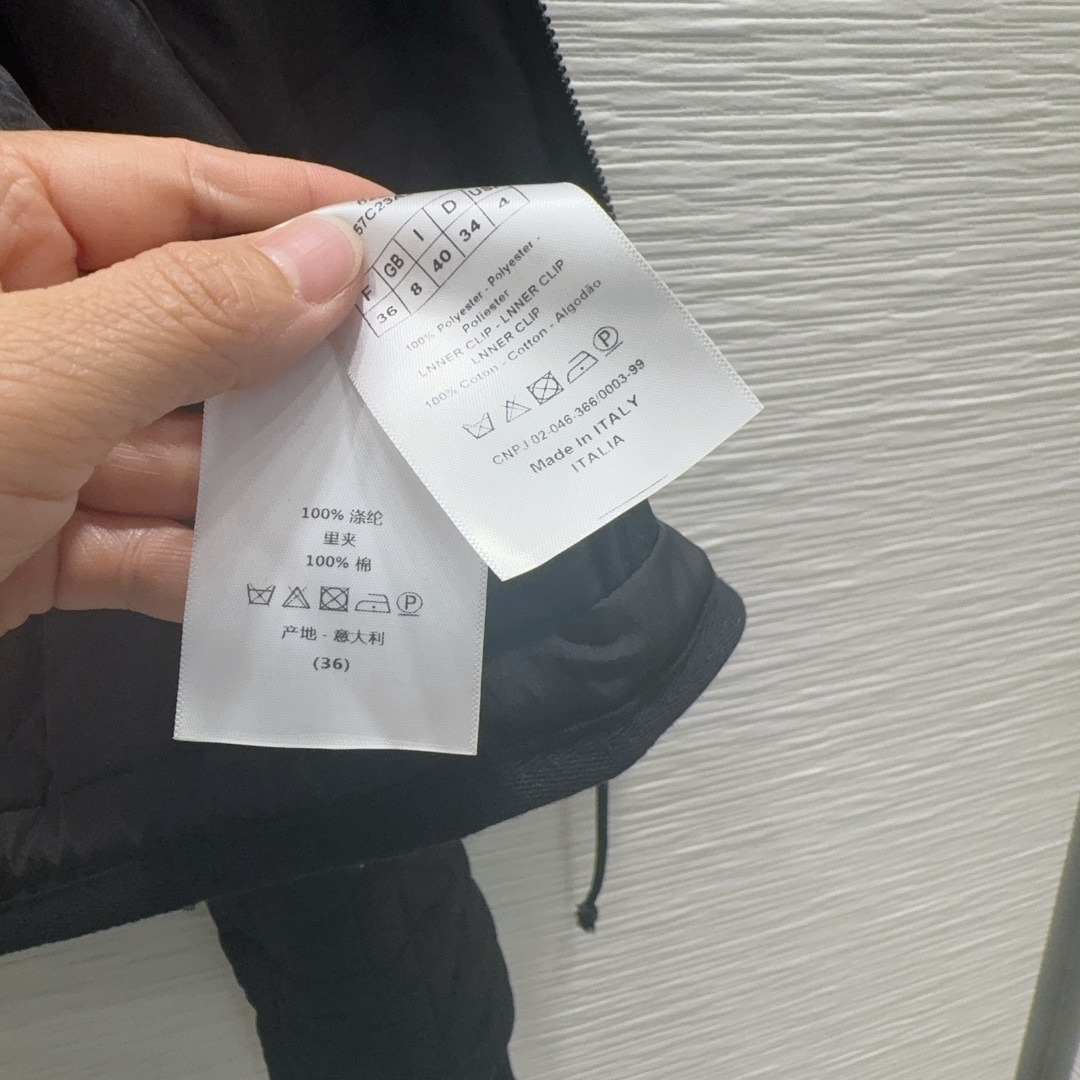 57C23
F GB I D US
36 8 40 34 4
100% Polyester - Polyester -
Poliester
LNNER CLIP - LNNER CLIP
LNNER CLIP
100% Coton - Cotton - Algodão
P
CNPJ-02-046-366/0003-99
Made In ITALY
ITALIA
100% 涤纶
里夹
100% 棉
P
产地 - 意大利
(36)